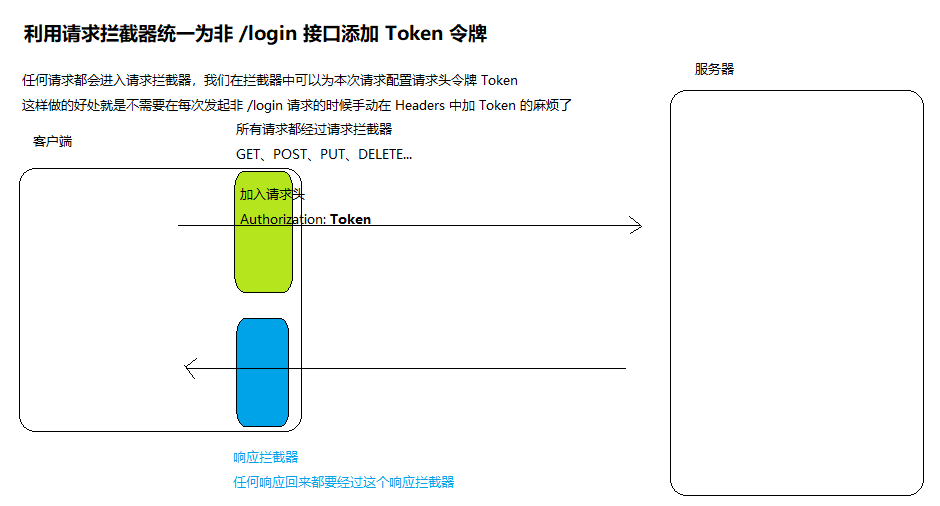 利用请求拦截器统一为非 /login 接口添加 Token 令牌
任何请求都会进入请求拦截器，我们在拦截器中可以为本次请求配置请求头令牌 Token
这样做的好处就是不需要在每次发起非 /login 请求的时候手动在 Headers 中加 Token 的麻烦了
服务器
所有请求都经过请求拦截器
客户端
GET、POST、PUT、DELETE...
加入请求头
Authorization: Token
响应拦截器
任何响应回来都要经过这个响应拦截器